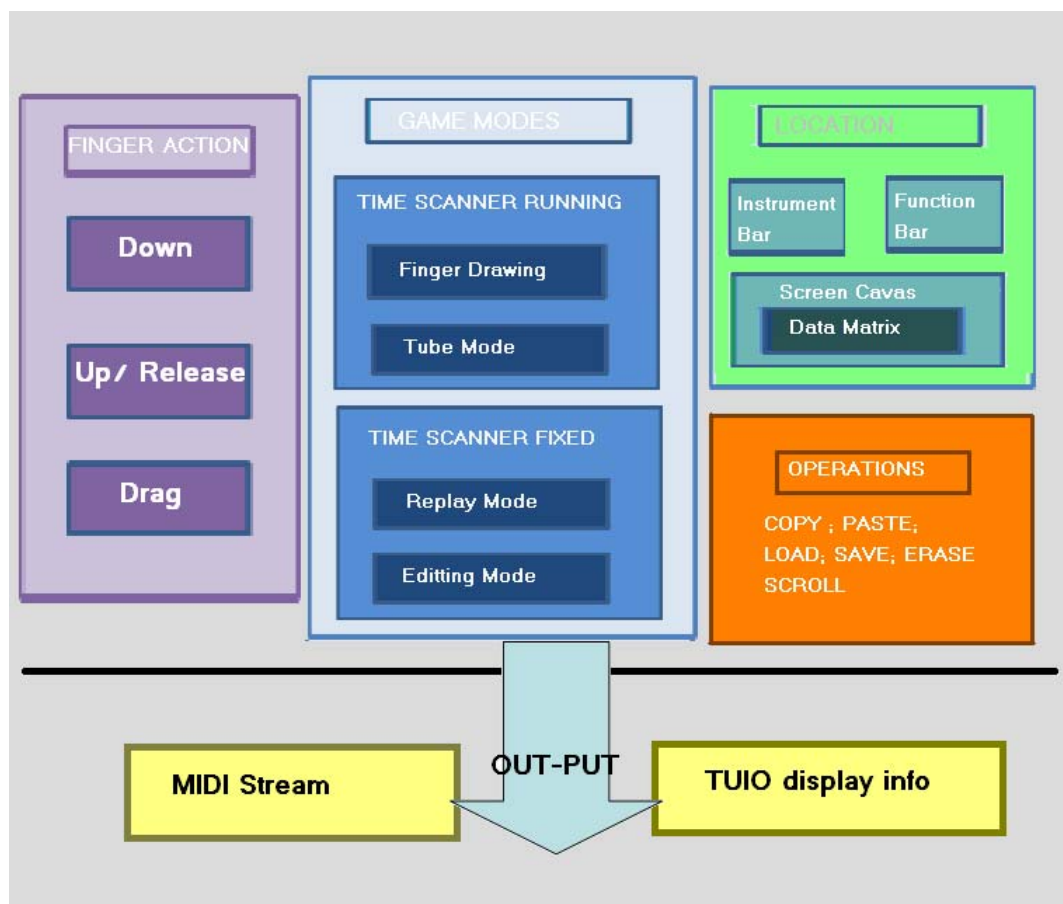 FINGER ACTION
Down
Up/ Release
Drag
GAME MODES
TIME SCANNER RUNNING
Finger Drawing
Tube Mode
TIME SCANNER FIXED
Replay Mode
Editting Mode
LOCATION
Instrument
Bar
Function
Bar
Screen Cavas
Data Matrix
OPERATIONS
COPY ; PASTE;
LOAD; SAVE; ERASE
SCROLL
MIDI Stream
OUT-PUT
TUIO display info